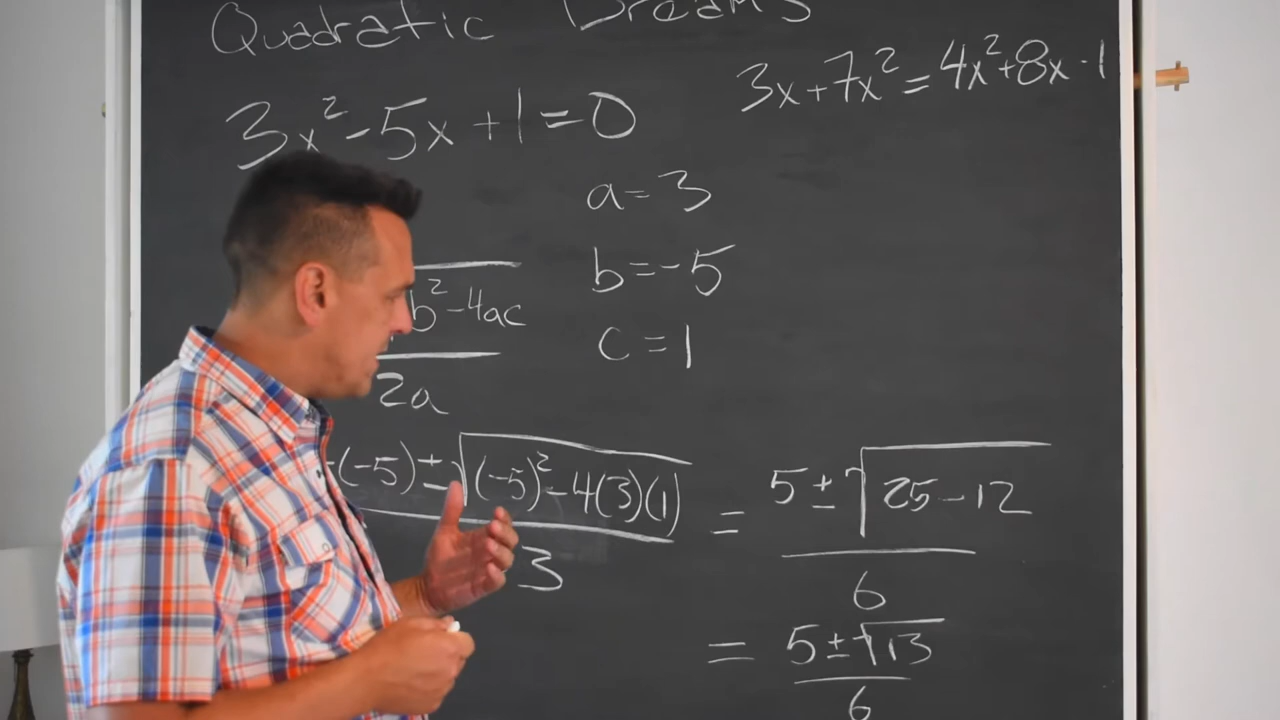 Quadratic Dreams
3x + 7x² = 4x² + 8x - 1
3x² - 5x + 1 = 0
a = 3
b = -5
c = 1
b² - 4ac
2a
-(-5) ± √(-5)² - 4(3)(1)
3
= 5 ± √25 - 12
6
= 5 ± √13
6